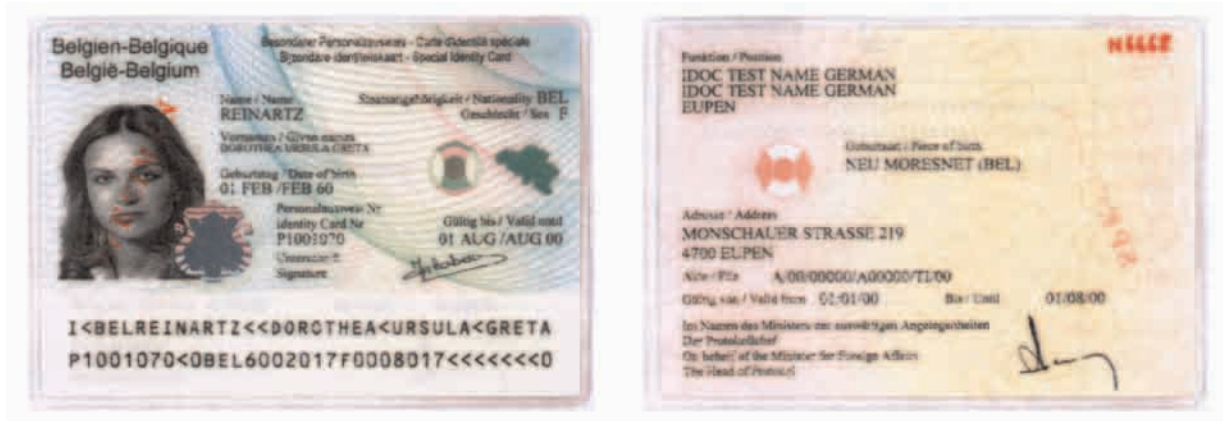 Belgien-Belgique
België-Belgium
Besonderer Personalausweis - Carte d'identité spéciale
Bijzondere identiteitskaart - Special Identity Card
Name / Name
REINARTZ
Staatsangehörigkeit / Nationality BEL
Geschlecht / Sex F
Vornamen / Given names
DOROTHEA URSULA GRETA
Geburtstag / Date of birth
01 FEB /FEB 60
Personalausweis Nr
Identity Card Nr
P1001070
Gültig bis / Valid until
01 AUG /AUG 00
Signature
I<BELREINARTZ<<DOROTHEA<URSULA<GRETA
P1001070<0BEL6002017F0008017<<<<<<<0
Funktion / Position
IDOC TEST NAME GERMAN
IDOC TEST NAME GERMAN
EUPEN
Geburtsort / Place of birth
NEU MORESNET (BEL)
Adresse / Address
MONSCHAUER STRASSE 219
4700 EUPEN
Akte / File A/00/00000/A00000/TL/00
Gültig von / Valid from 01/01/00 Bis / Until 01/08/00
Im Namen des Ministers der auswärtigen Angelegenheiten
Der Protokollchef
On behalf of the Minister for Foreign Affairs
The Head of Protocol